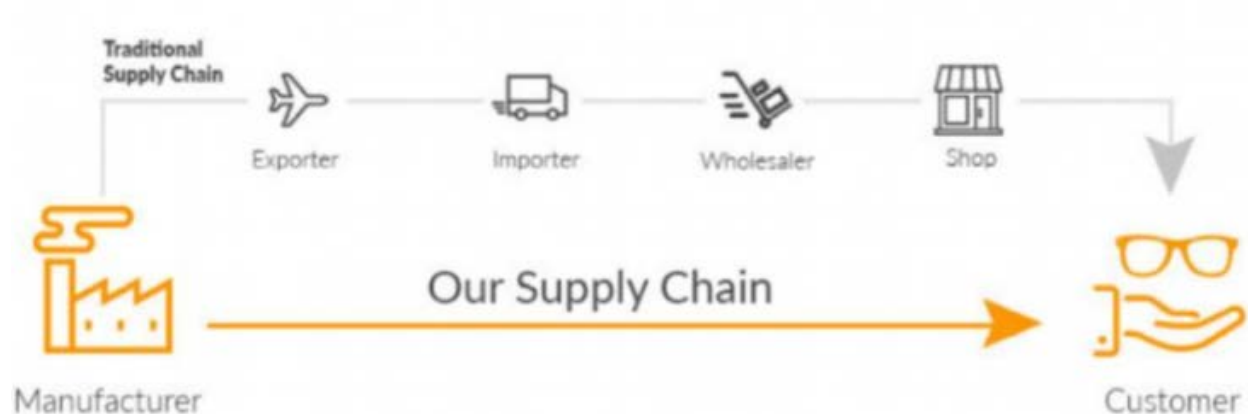 Traditional
Supply Chain
Exporter
Importer
Wholesaler
Shop
Our Supply Chain
Manufacturer
Customer